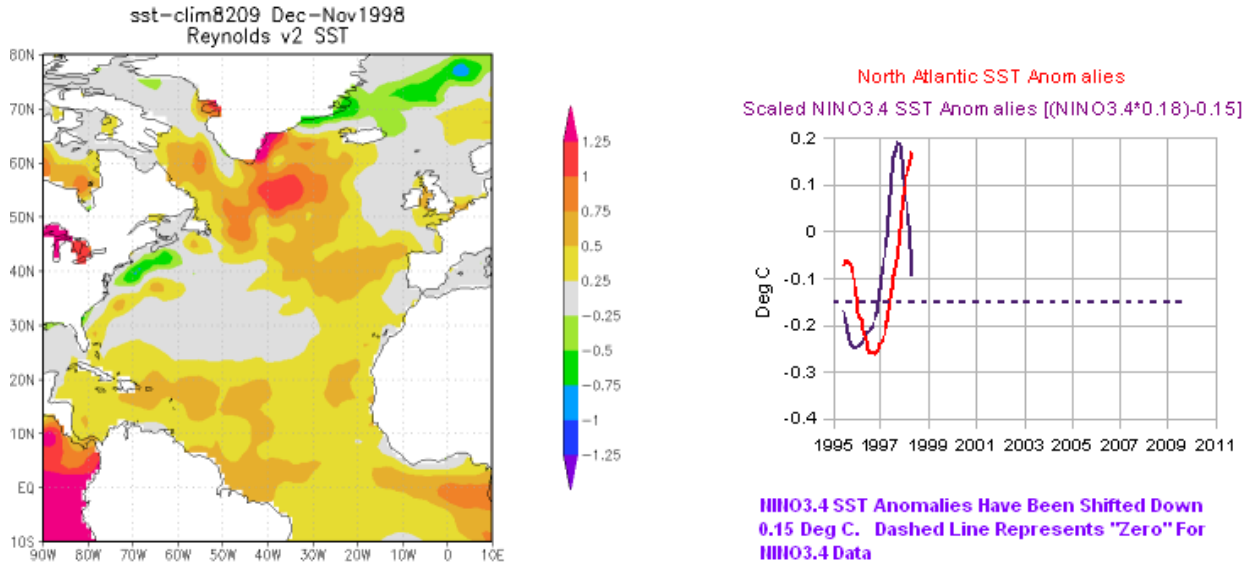 sst-clim8209 Dec-Nov1998
Reynolds v2 SST
80N
70N
60N
50N
40N
30N
20N
10N
EQ
10S
90W 80W 70W 60W 50W 40W 30W 20W 10W 0 10E
1.25
1
0.75
0.5
0.25
-0.25
-0.5
-0.75
-1
-1.25
North Atlantic SST Anomalies
Scaled NINO3.4 SST Anomalies [(NINO3.4*0.18)-0.15]
Deg C
0.2
0.1
0
-0.1
-0.2
-0.3
-0.4
1995 1997 1999 2001 2003 2005 2007 2009 2011
NINO3.4 SST Anomalies Have Been Shifted Down
0.15 Deg C. Dashed Line Represents "Zero" For
NINO3.4 Data